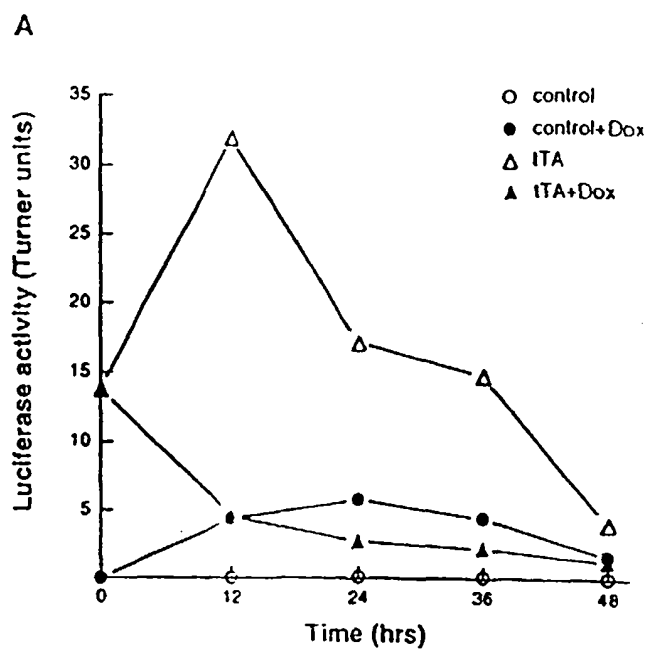 A
Luciferase activity (Turner units)
35
30
25
20
15
10
5
control
control+Dox
tTA
tTA+Dox
0
12
24
36
48
Time (hrs)